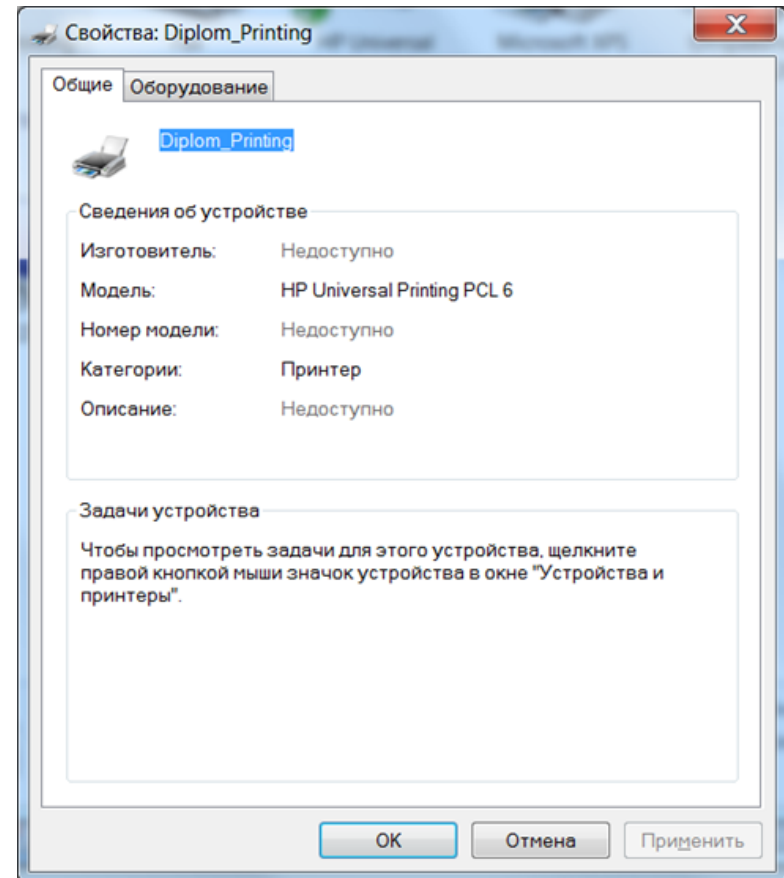 Свойства: Diplom_Printing
Общие
Оборудование
Diplom_Printing
Сведения об устройстве
Изготовитель: Недоступно
Модель: HP Universal Printing PCL 6
Номер модели: Недоступно
Категории: Принтер
Описание: Недоступно
Задачи устройства
Чтобы просмотреть задачи для этого устройства, щелкните
правой кнопкой мыши значок устройства в окне "Устройства и
принтеры".
OK
Отмена
Применить